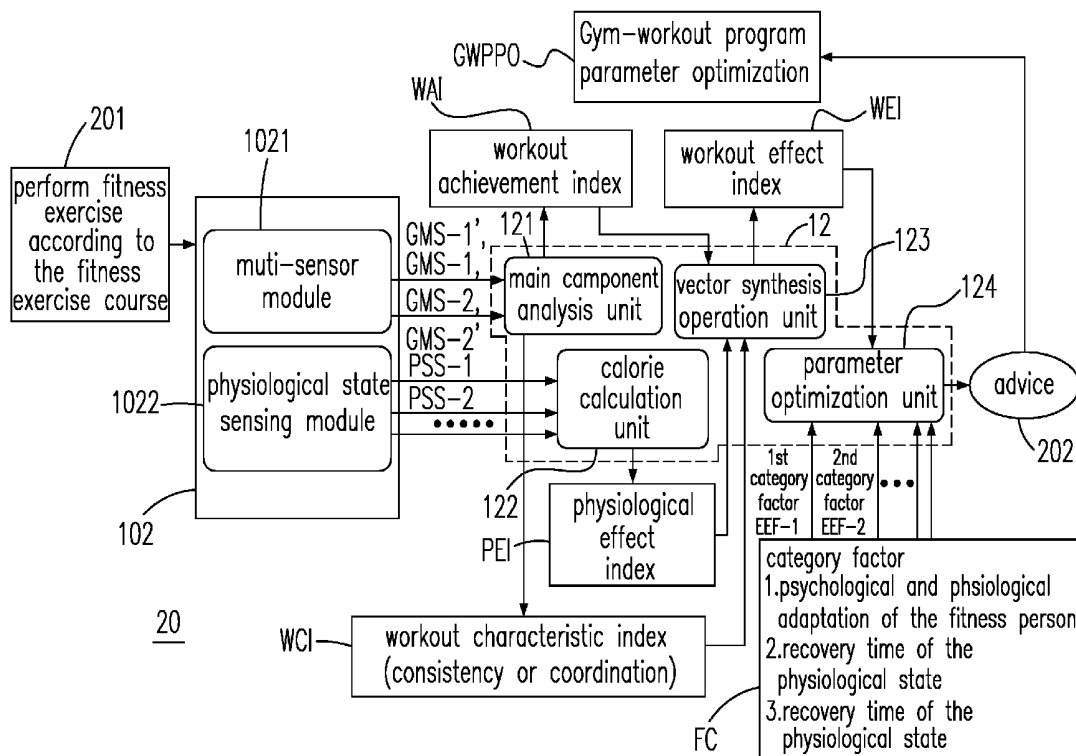 Gym-workout program
parameter optimization
GWPPO
WAI
WEI
201
1021
workout
achievement index
workout effect
index
perform fitness
exercise
according to
the fitness
exercise course
muti-sensor
module
GMS-1',
GMS-1,
GMS-2,
GMS-2'
121
main component
analysis unit
12
vector synthesis
operation unit
123
124
1022
physiological state
sensing module
PSS-1
PSS-2
calorie
calculation
unit
parameter
optimization unit
advice
202
102
122
1st
category
factor
EEF-1
2nd
category
factor
EEF-2
PEI
physiological
effect
index
20
WCI
workout characteristic index
(consistency or coordination)
category factor
1.psychological and phsiological
adaptation of the fitness person
2.recovery time of the
physiological state
3.recovery time of the
physiological state
FC